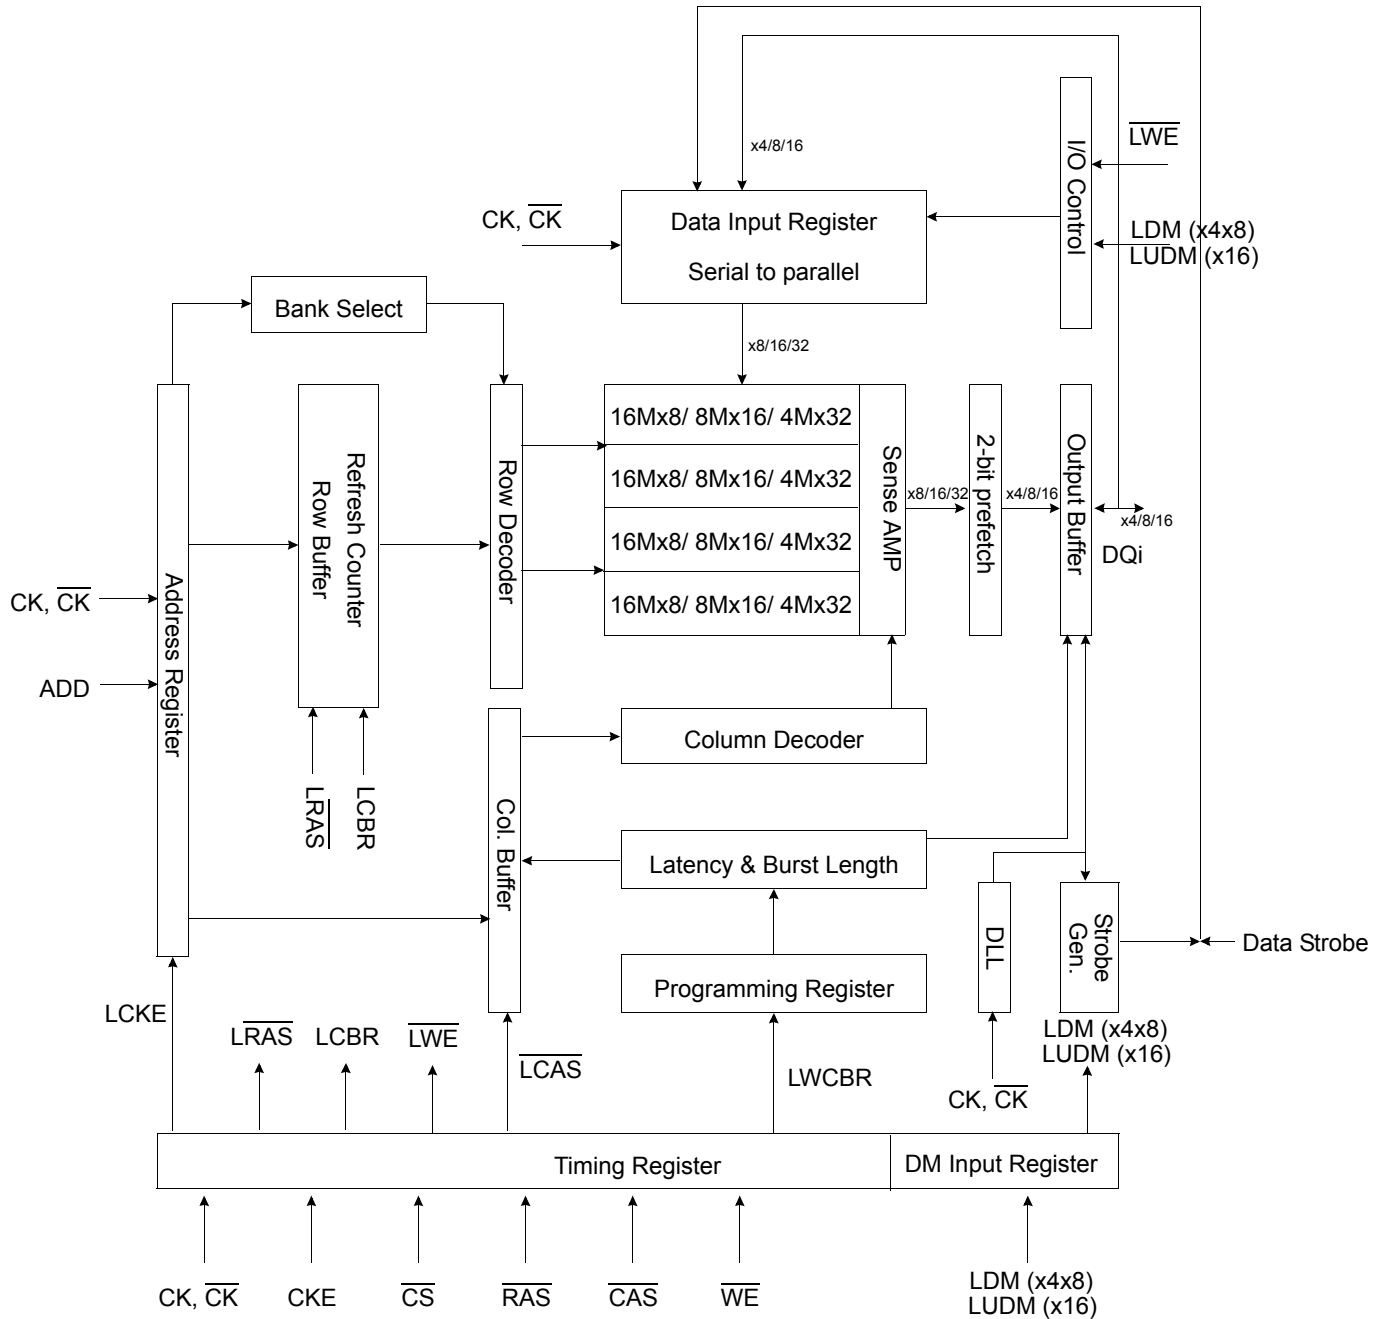 x4/8/16
LWE
I/O Control
CK, CK
Data Input Register
Serial to parallel
LDM (x4x8)
LUDM (x16)
Bank Select
x8/16/32
Address Register
Refresh Counter
Row Buffer
Row Decoder
16Mx8/ 8Mx16/ 4Mx32
16Mx8/ 8Mx16/ 4Mx32
16Mx8/ 8Mx16/ 4Mx32
16Mx8/ 8Mx16/ 4Mx32
Sense AMP
x8/16/32
2-bit prefetch
x4/8/16
Output Buffer
x4/8/16
DQi
CK, CK
ADD
LRAS
LCBR
Col. Buffer
Column Decoder
Latency & Burst Length
Programming Register
DLL
Strobe
Gen.
Data Strobe
LCKE
LRAS
LCBR
LWE
LCAS
LWCBR
CK, CK
LDM (x4x8)
LUDM (x16)
Timing Register
DM Input Register
CK, CK
CKE
CS
RAS
CAS
WE
LDM (x4x8)
LUDM (x16)